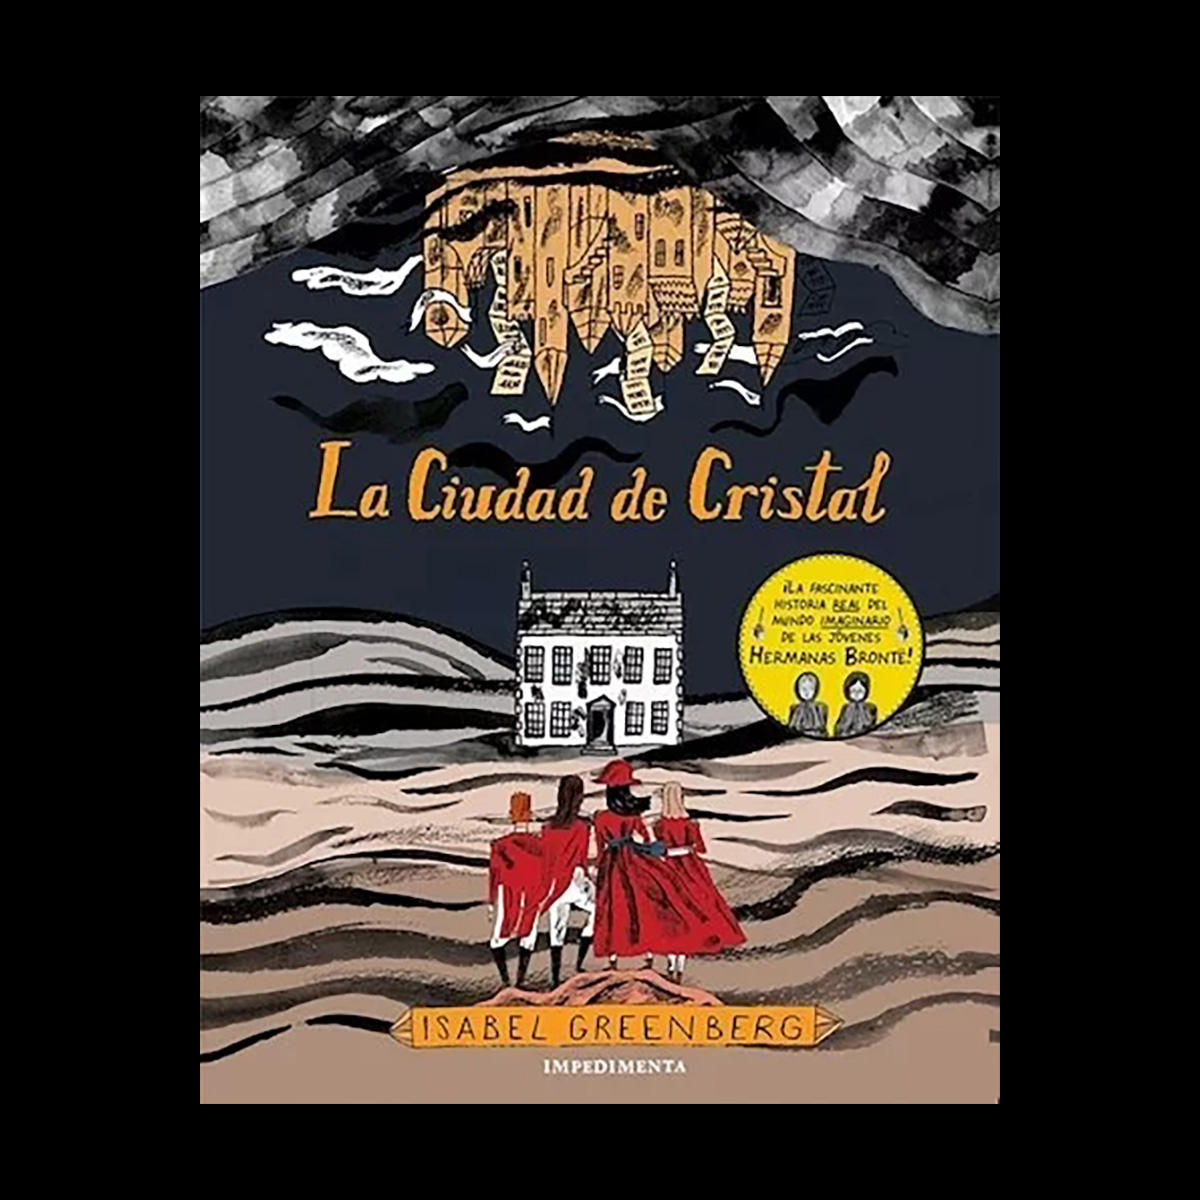 La Ciudad de Cristal
¡LA FASCINANTE
HISTORIA REAL DEL
MUNDO IMAGINARIO
DE LAS JÓVENES
HERMANAS BRONTË!
ISABEL GREENBERG
IMPEDIMENTA